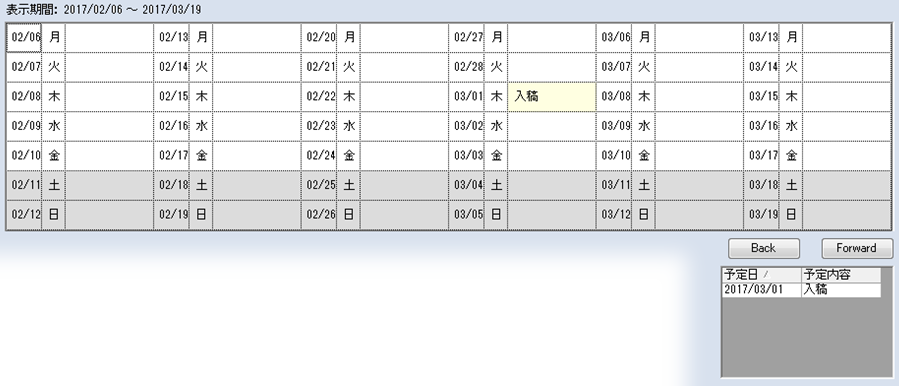 表示期間: 2017/02/06 ～ 2017/03/19
02/06 月 02/13 月 02/20 月 02/27 月 03/06 月 03/13 月
02/07 火 02/14 火 02/21 火 02/28 火 03/07 火 03/14 火
02/08 木 02/15 木 02/22 木 03/01 木 入稿 03/08 木 03/15 木
02/09 水 02/16 水 02/23 水 03/02 水 03/09 水 03/16 水
02/10 金 02/17 金 02/24 金 03/03 金 03/10 金 03/17 金
02/11 土 02/18 土 02/25 土 03/04 土 03/11 土 03/18 土
02/12 日 02/19 日 02/26 日 03/05 日 03/12 日 03/19 日
Back Forward
予定日 予定内容
2017/03/01 入稿